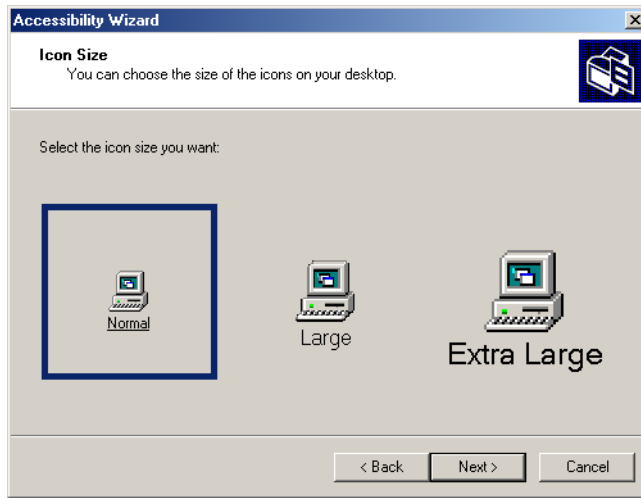 Accessibility Wizard
Icon Size
You can choose the size of the icons on your desktop.
Select the icon size you want:
Normal
Large
Extra Large
< Back
Next >
Cancel